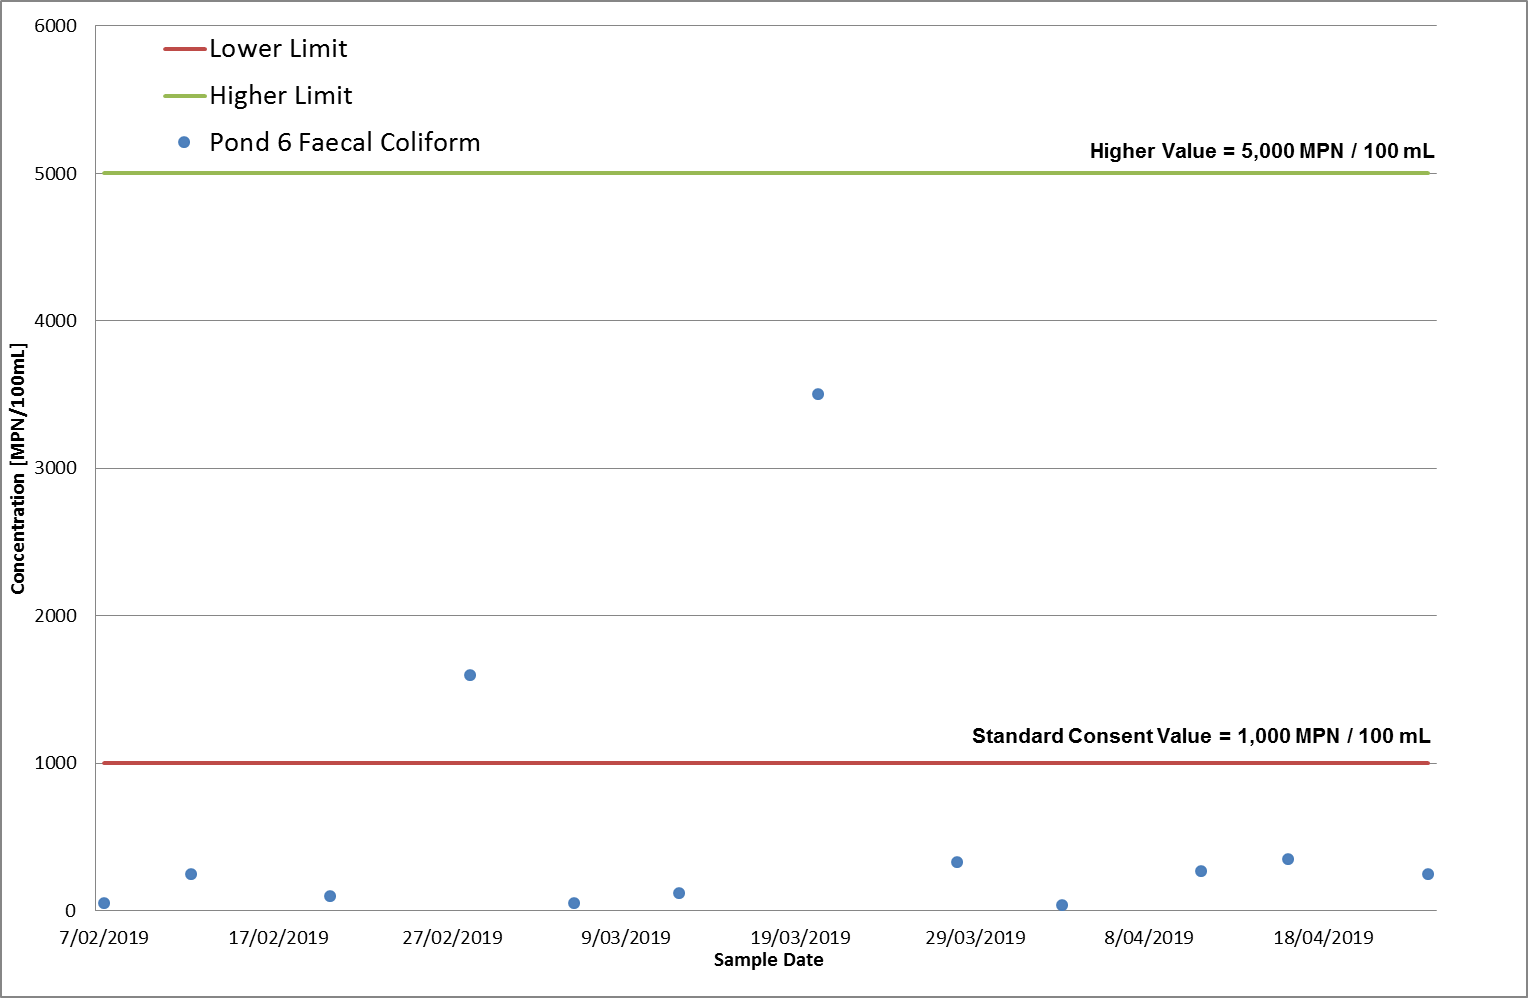 6000
Lower Limit
Higher Limit
Pond 6 Faecal Coliform
Higher Value = 5,000 MPN / 100 mL
5000
4000
3000
2000
Standard Consent Value = 1,000 MPN / 100 mL
1000
0
Concentration [MPN/100mL]
7/02/2019 17/02/2019 27/02/2019 9/03/2019 19/03/2019 29/03/2019 8/04/2019 18/04/2019
Sample Date